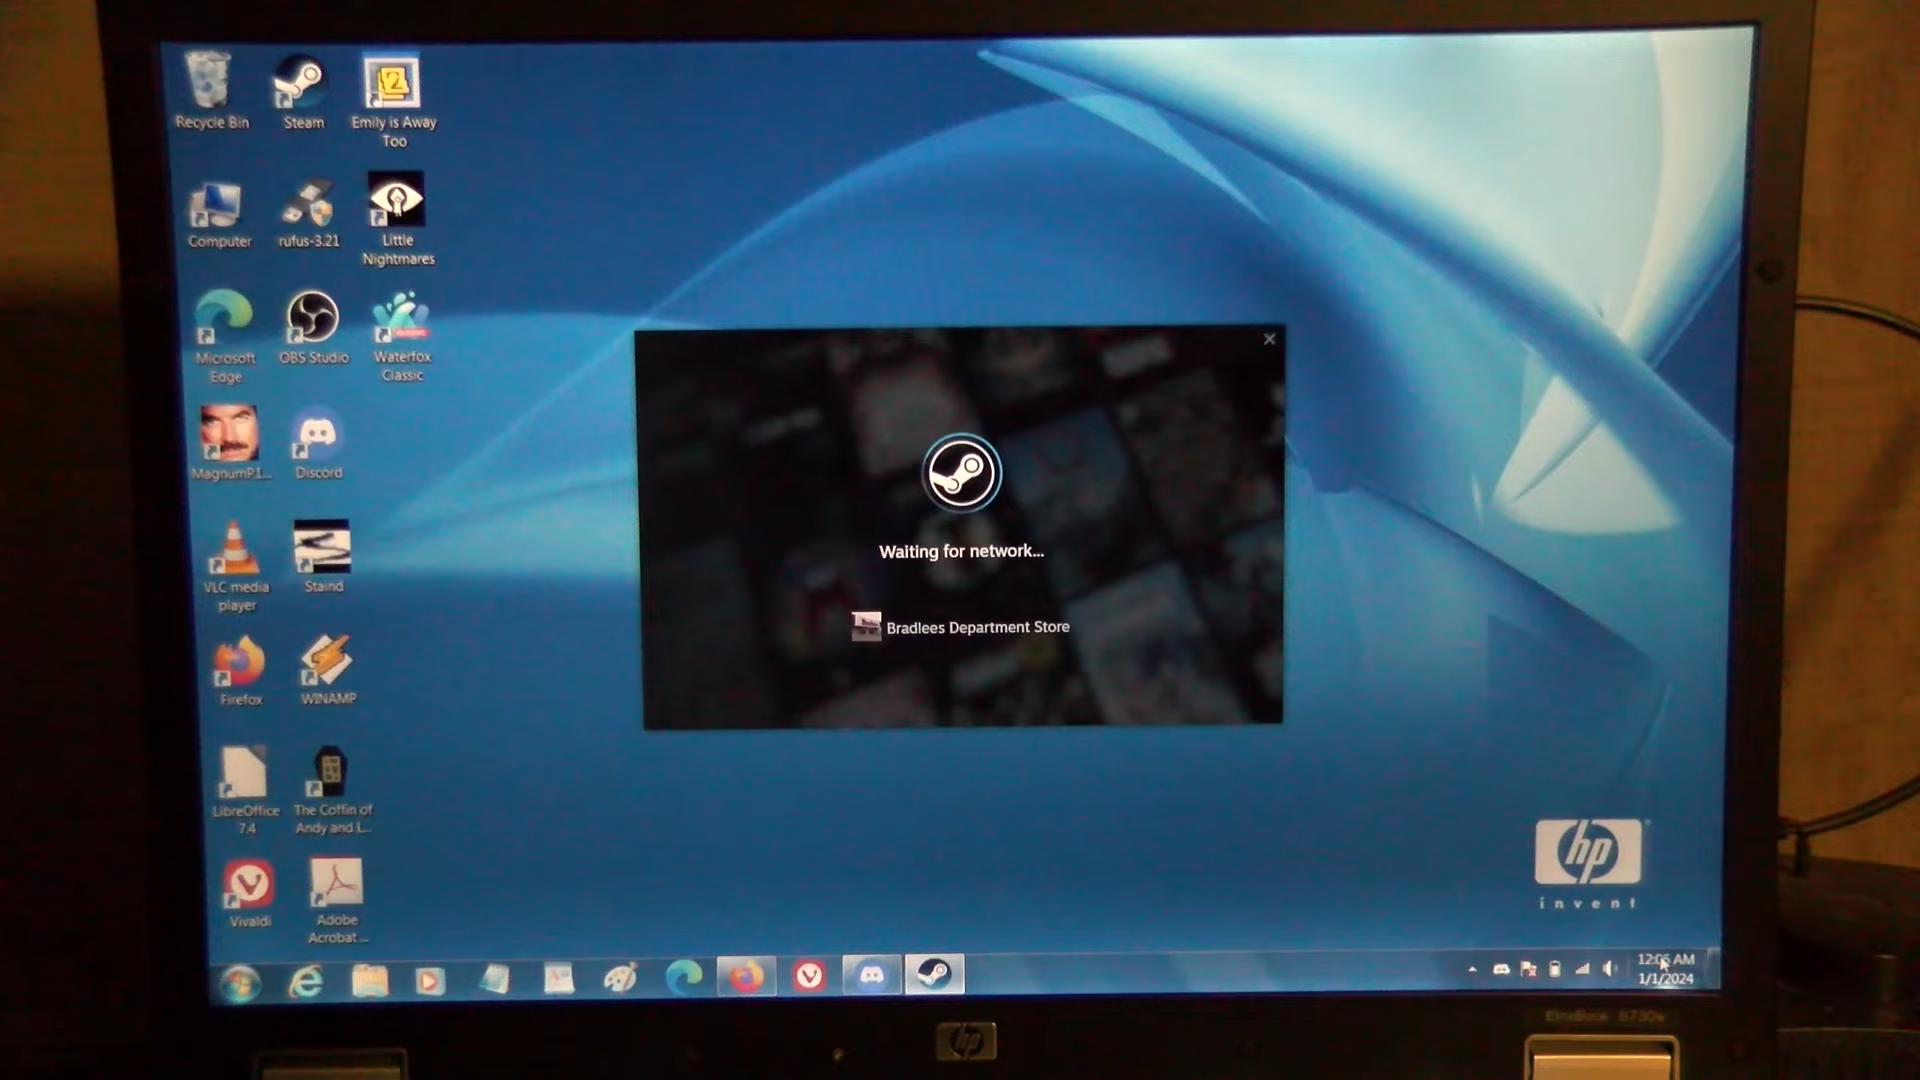 Recycle Bin
Steam
Emily is Away
Too
Computer
rufus-3.21
Little
Nightmares
Microsoft
Edge
OBS Studio
Waterfox
Classic
MagnumP.I...
Discord
VLC media
player
Staind
Firefox
WINAMP
LibreOffice
7.4
The Coffin of
Andy and L...
Vivaldi
Adobe
Acrobat ...
Waiting for network...
Bradlees Department Store
hp
invent
12:06 AM
1/1/2024
EliteBook 8730w
hp